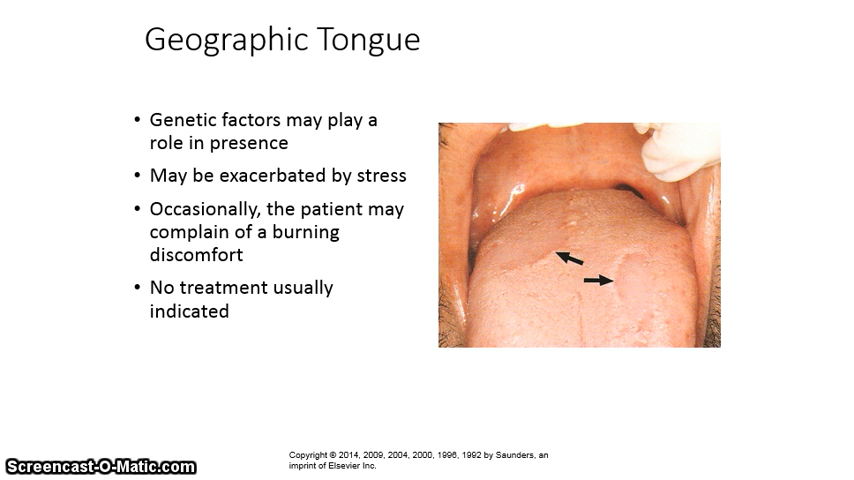 Geographic Tongue
• Genetic factors may play a
role in presence
• May be exacerbated by stress
• Occasionally, the patient may
complain of a burning
discomfort
• No treatment usually
indicated
Copyright © 2014, 2009, 2004, 2000, 1996, 1992 by Saunders, an
imprint of Elsevier Inc.
Screencast-O-Matic.com